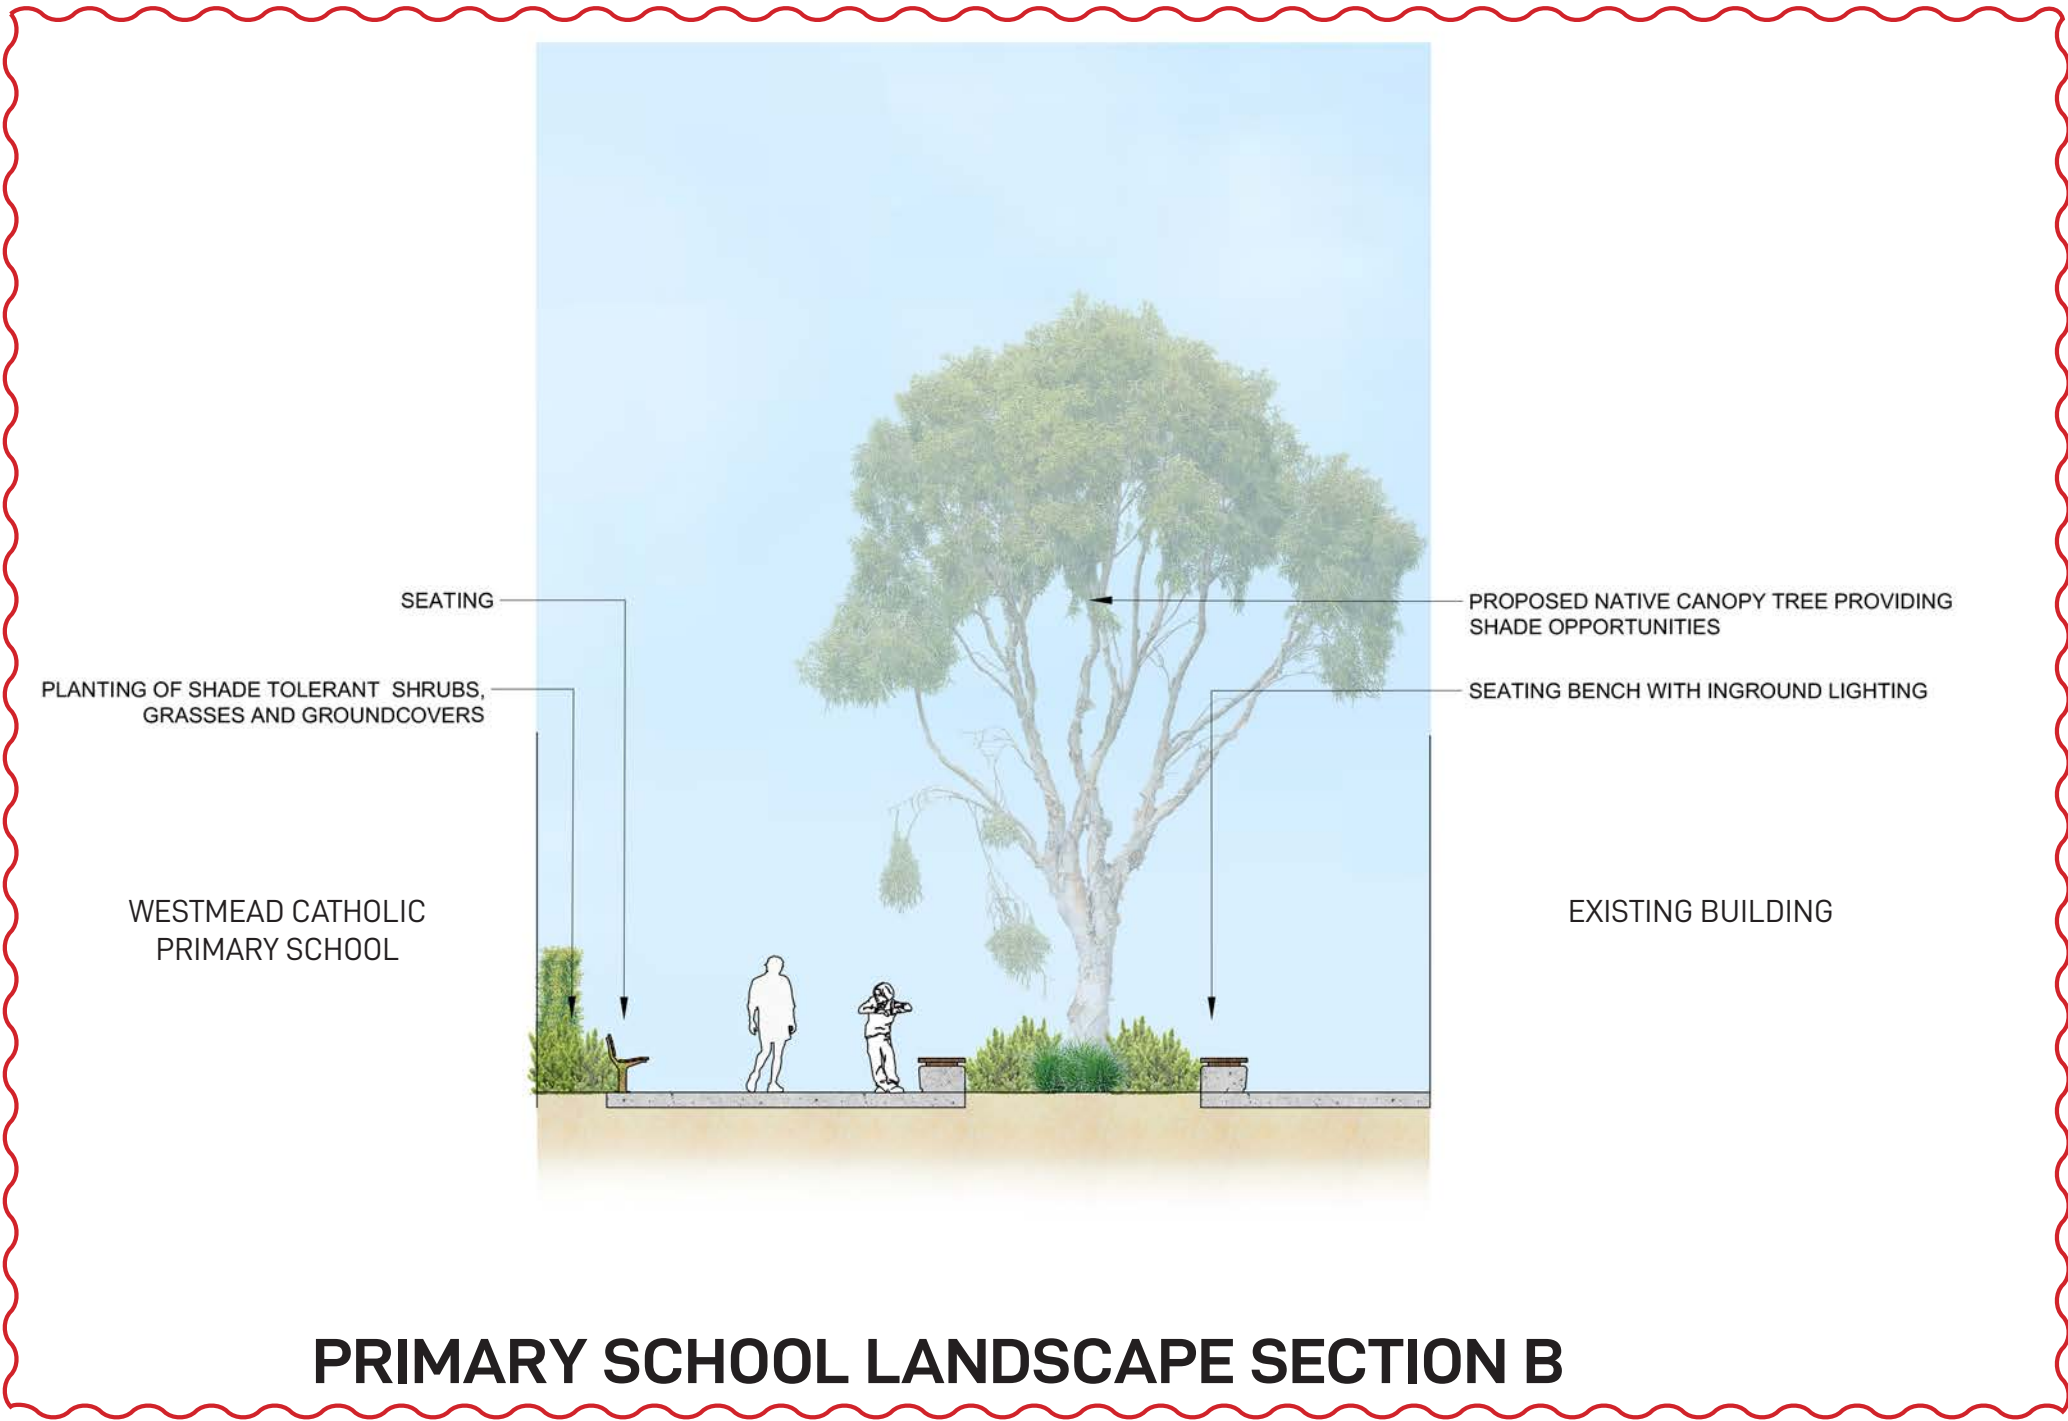 SEATING
PLANTING OF SHADE TOLERANT SHRUBS,
GRASSES AND GROUNDCOVERS
WESTMEAD CATHOLIC
PRIMARY SCHOOL
PROPOSED NATIVE CANOPY TREE PROVIDING
SHADE OPPORTUNITIES
SEATING BENCH WITH INGROUND LIGHTING
EXISTING BUILDING
PRIMARY SCHOOL LANDSCAPE SECTION B